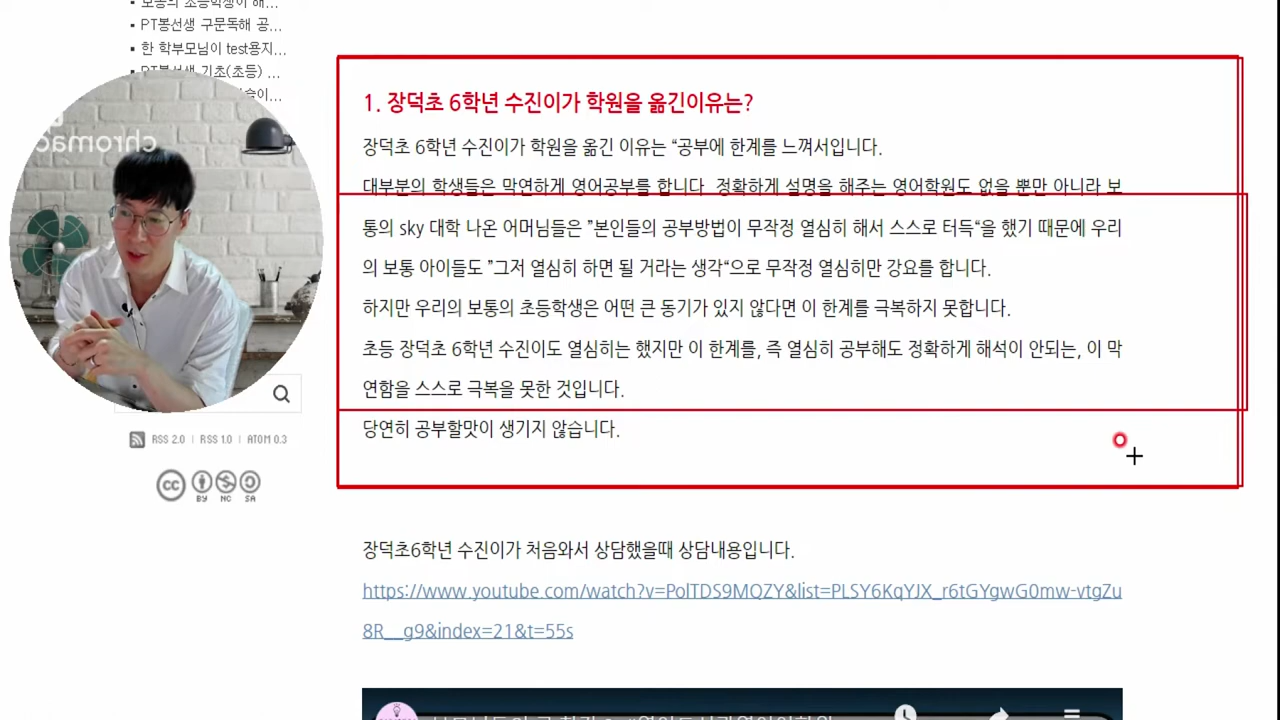 PT봉선생 구문독해 공...
한 학부모님이 test용지...
PT봉선생 기초(초등) ...
chromac
1. 장덕초 6학년 수진이가 학원을 옮긴이유는?
장덕초 6학년 수진이가 학원을 옮긴 이유는 “공부에 한계를 느껴서입니다.
대부분의 학생들은 막연하게 영어공부를 합니다 정확하게 설명을 해주는 영어학원도 없을 뿐만 아니라 보
통의 sky 대학 나온 어머님들은 ”본인들의 공부방법이 무작정 열심히 해서 스스로 터득“을 했기 때문에 우리
의 보통 아이들도 ”그저 열심히 하면 될 거라는 생각“으로 무작정 열심히만 강요를 합니다.
하지만 우리의 보통의 초등학생은 어떤 큰 동기가 있지 않다면 이 한계를 극복하지 못합니다.
초등 장덕초 6학년 수진이도 열심히는 했지만 이 한계를, 즉 열심히 공부해도 정확하게 해석이 안되는, 이 막
연함을 스스로 극복을 못한 것입니다.
당연히 공부할맛이 생기지 않습니다.
RSS 2.0 | RSS 1.0 | ATOM 0.3
cc BY NC SA
장덕초6학년 수진이가 처음와서 상담했을때 상담내용입니다.
https://www.youtube.com/watch?v=PolTDS9MQZY&list=PLSY6KqYJX_r6tGYgwG0mw-vtgZu
8R__g9&index=21&t=55s